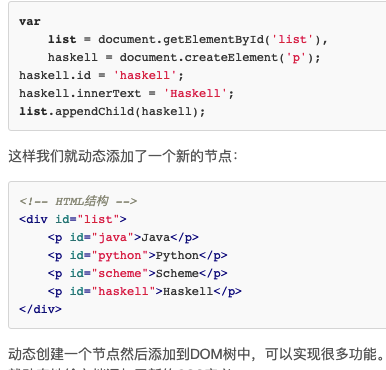 var
    list = document.getElementById('list'),
    haskell = document.createElement('p');
haskell.id = 'haskell';
haskell.innerText = 'Haskell';
list.appendChild(haskell);
这样我们就动态添加了一个新的节点：
<!-- HTML结构 -->
<div id="list">
    <p id="java">Java</p>
    <p id="python">Python</p>
    <p id="scheme">Scheme</p>
    <p id="haskell">Haskell</p>
</div>
动态创建一个节点然后添加到DOM树中，可以实现很多功能。